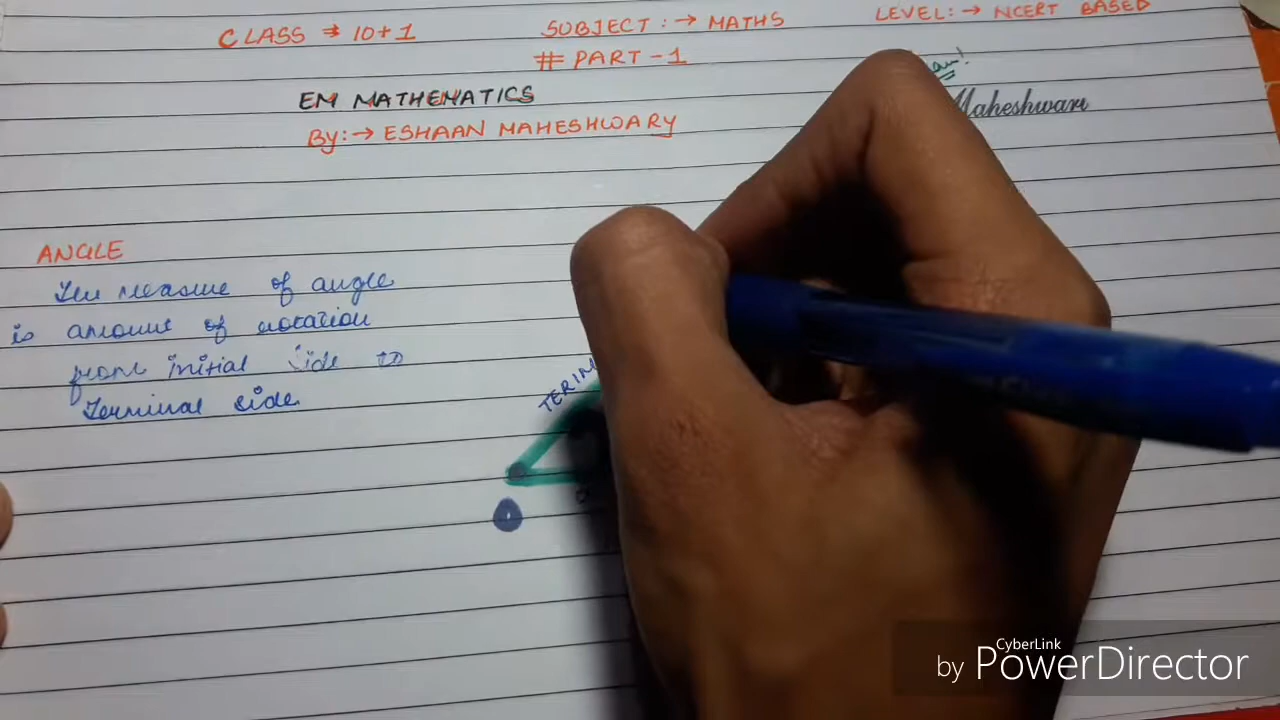 CLASS → 10+1
SUBJECT :→ MATHS
LEVEL: → NCERT BASED
# PART - 1
EM MATHEMATICS
Maheshwari
By:→ ESHAAN MAHESHWARY
ANGLE
The measure of angle
is amount of rotation
from initial side to
Terminal side
TERIM
O
CyberLink
by PowerDirector